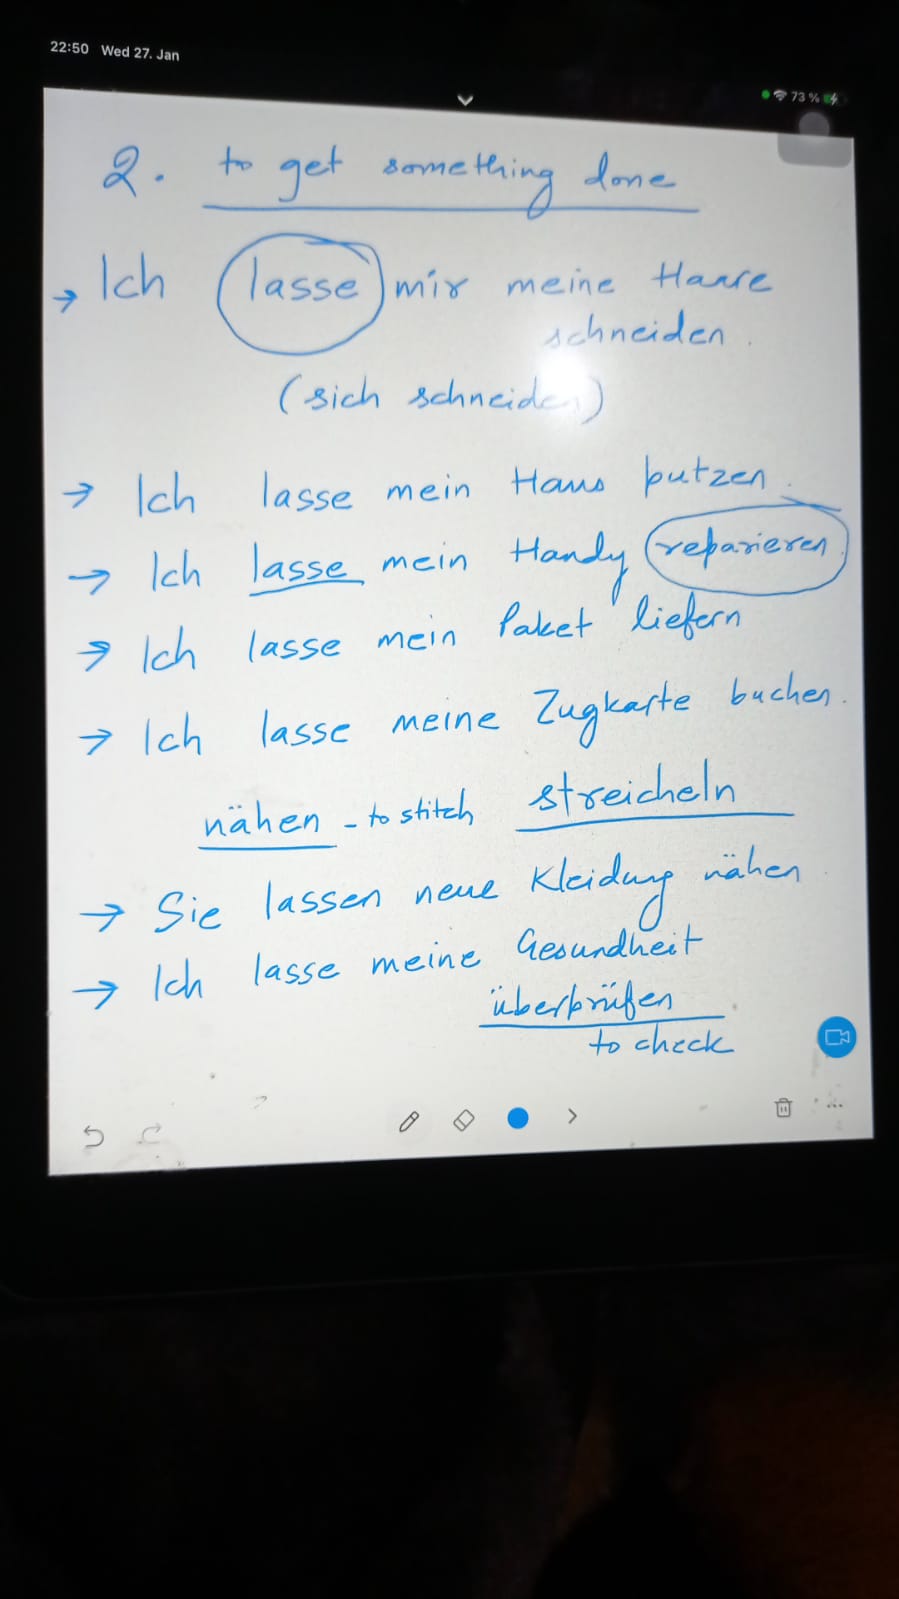 22:50 Wed 27. Jan
73 %
2. to get something done
→ Ich lasse mir meine Haare
schneiden.
(sich schneiden)
→ Ich lasse mein Haus putzen.
→ Ich lasse mein Handy reparieren.
→ Ich lasse mein Paket liefern
→ Ich lasse meine Zugkarte buchen.
nähen - to stitch streicheln
→ Sie lassen neue Kleidung nähen
→ Ich lasse meine Gesundheit
überprüfen
to check